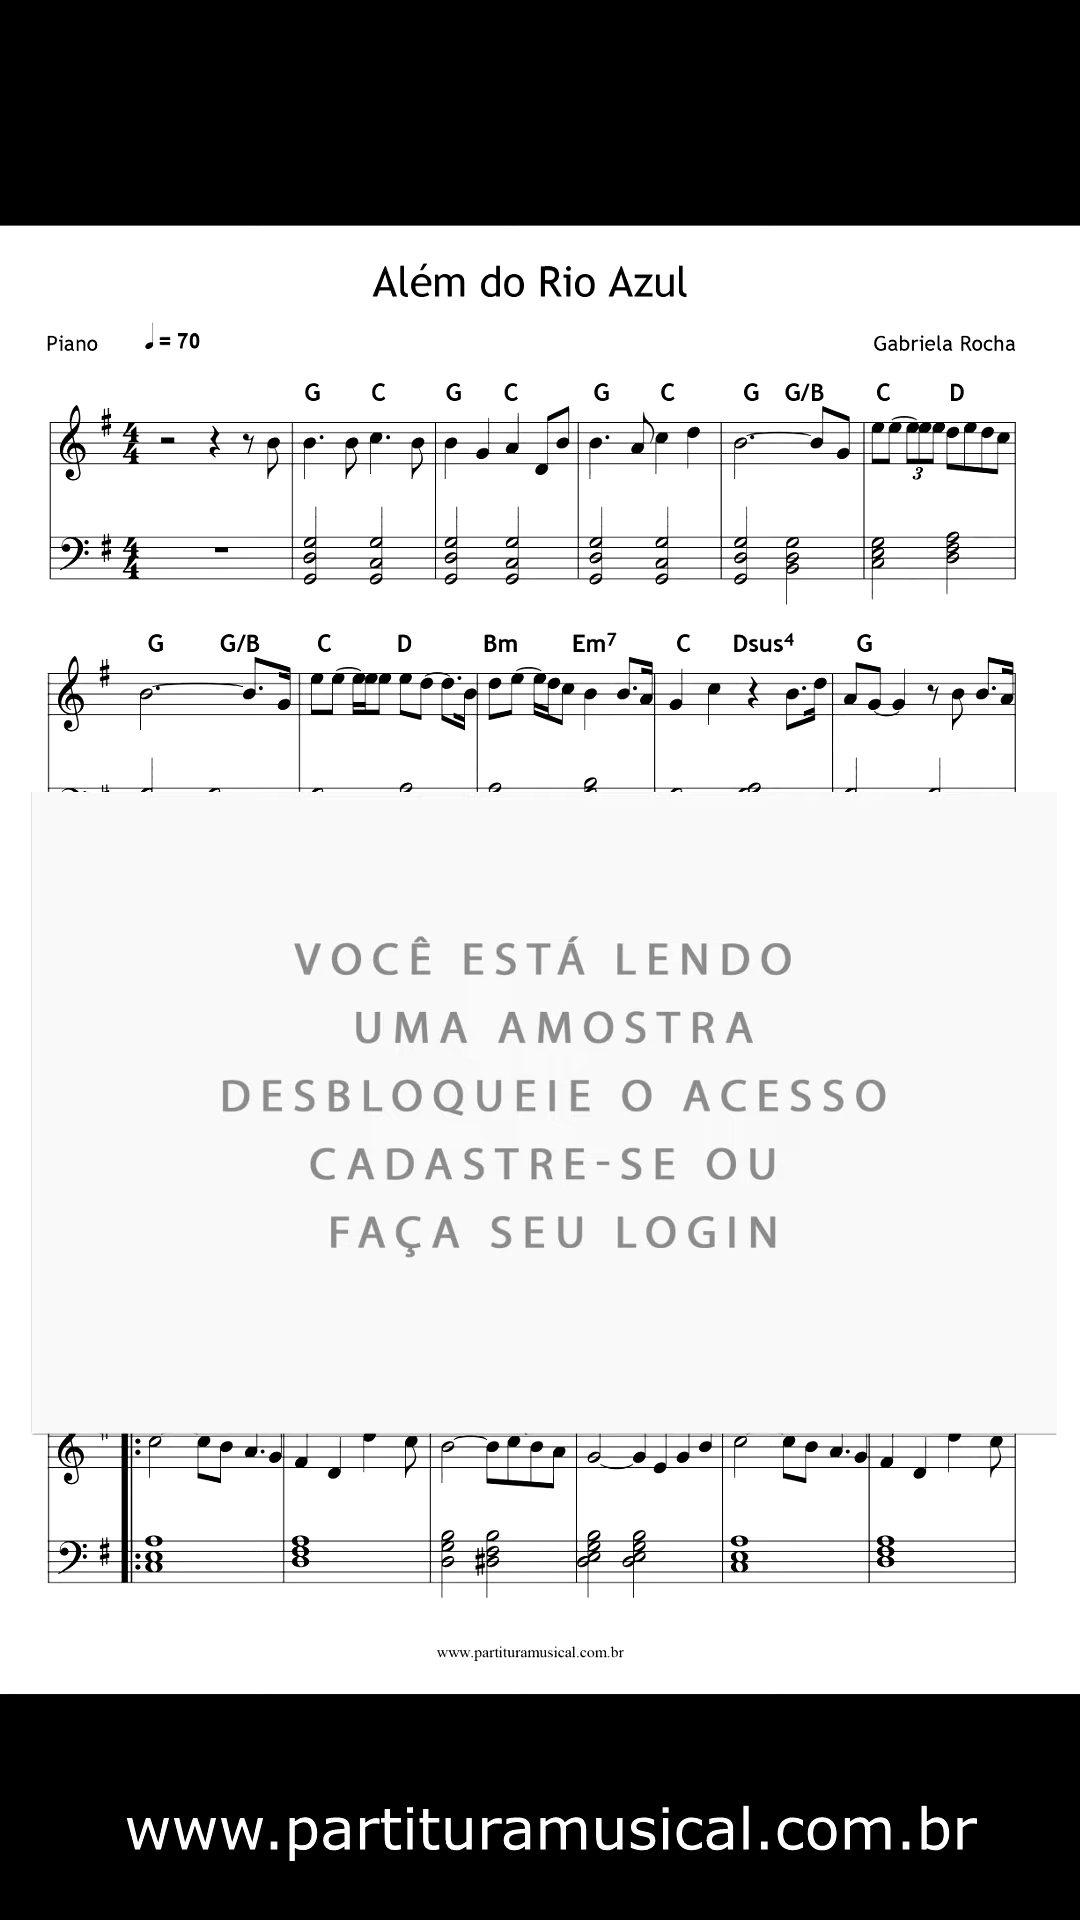 Além do Rio Azul
Piano ♩ = 70 Gabriela Rocha
G C G C G C G G/B C D
3
G G/B C D Bm Em7 C Dsus4 G
VOCÊ ESTÁ LENDO
UMA AMOSTRA
DESBLOQUEIE O ACESSO
CADASTRE-SE OU
FAÇA SEU LOGIN
www.partituramusical.com.br
www.partituramusical.com.br